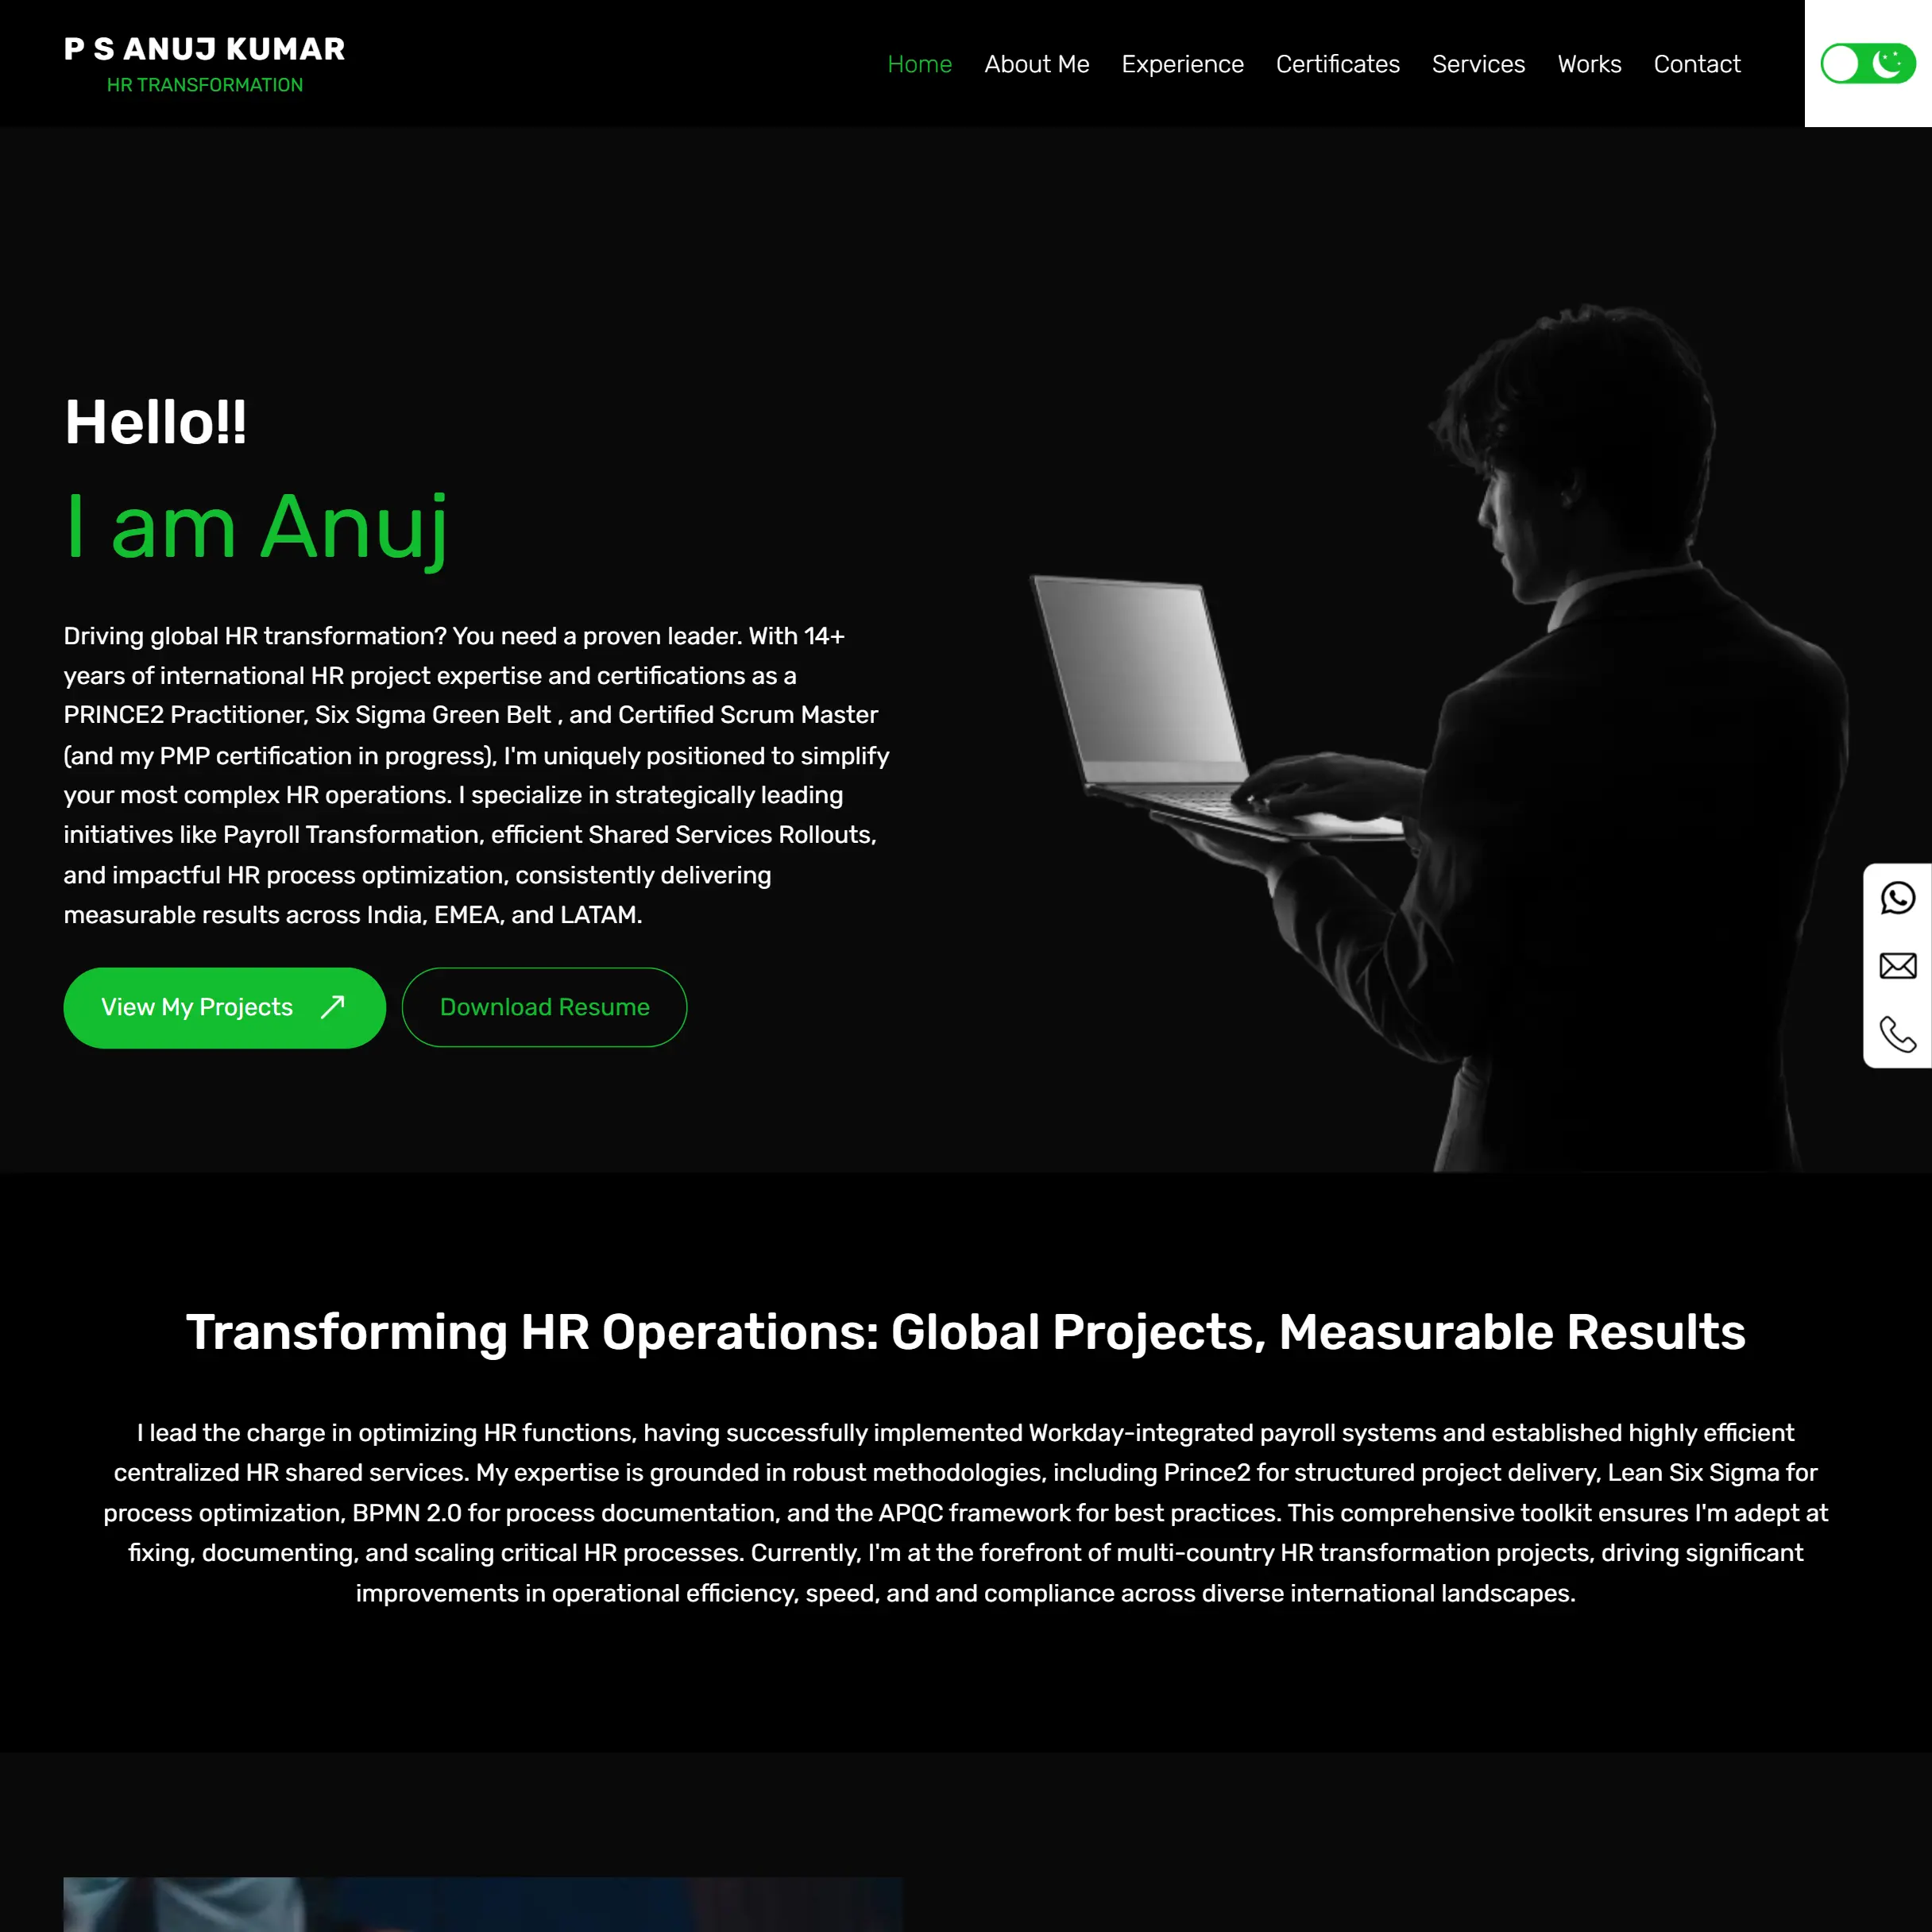 P S ANUJ KUMAR
HR TRANSFORMATION
Home About Me Experience Certificates Services Works Contact
Hello!!
I am Anuj
Driving global HR transformation? You need a proven leader. With 14+
years of international HR project expertise and certifications as a
PRINCE2 Practitioner, Six Sigma Green Belt , and Certified Scrum Master
(and my PMP certification in progress), I'm uniquely positioned to simplify
your most complex HR operations. I specialize in strategically leading
initiatives like Payroll Transformation, efficient Shared Services Rollouts,
and impactful HR process optimization, consistently delivering
measurable results across India, EMEA, and LATAM.
View My Projects Download Resume
Transforming HR Operations: Global Projects, Measurable Results
I lead the charge in optimizing HR functions, having successfully implemented Workday-integrated payroll systems and established highly efficient
centralized HR shared services. My expertise is grounded in robust methodologies, including Prince2 for structured project delivery, Lean Six Sigma for
process optimization, BPMN 2.0 for process documentation, and the APQC framework for best practices. This comprehensive toolkit ensures I'm adept at
fixing, documenting, and scaling critical HR processes. Currently, I'm at the forefront of multi-country HR transformation projects, driving significant
improvements in operational efficiency, speed, and and compliance across diverse international landscapes.